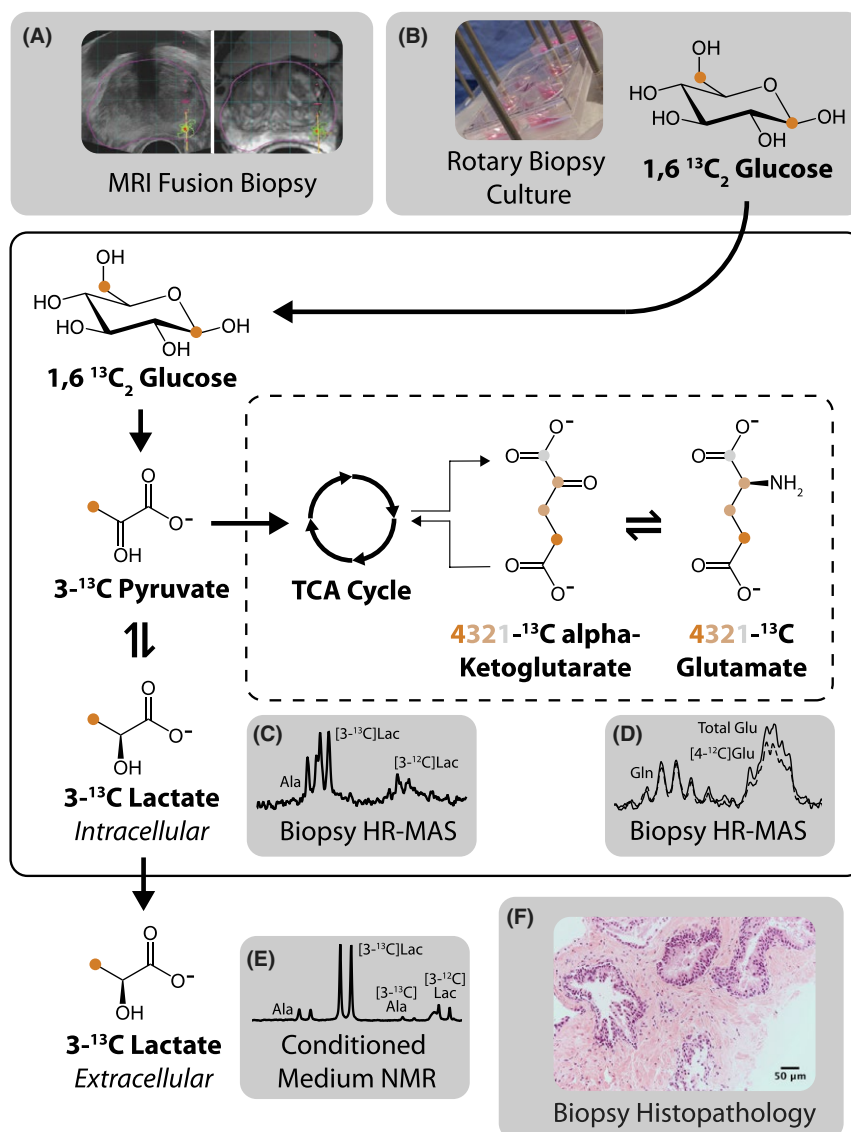 (A)
MRI Fusion Biopsy
(B)
Rotary Biopsy
Culture
OH
HO
O
HO
OH
OH
1,6 ¹³C₂ Glucose
OH
HO
O
HO
OH
OH
1,6 ¹³C₂ Glucose
O
O⁻
OH
3-¹³C Pyruvate
TCA Cycle
O⁻
O
O
O
O⁻
4321-¹³C alpha-
Ketoglutarate
O⁻
O
NH₂
O
O⁻
4321-¹³C
Glutamate
O
O⁻
OH
3-¹³C Lactate
Intracellular
(C)
[3-¹³C]Lac
Ala
[3-¹²C]Lac
Biopsy HR-MAS
(D)
Total Glu
[4-¹²C]Glu
Gln
Biopsy HR-MAS
O
O⁻
OH
3-¹³C Lactate
Extracellular
(E)
[3-¹³C]Lac
Ala
[3-¹³C]
Ala
[3-¹²C]
Lac
Conditioned
Medium NMR
(F)
50 µm
Biopsy Histopathology